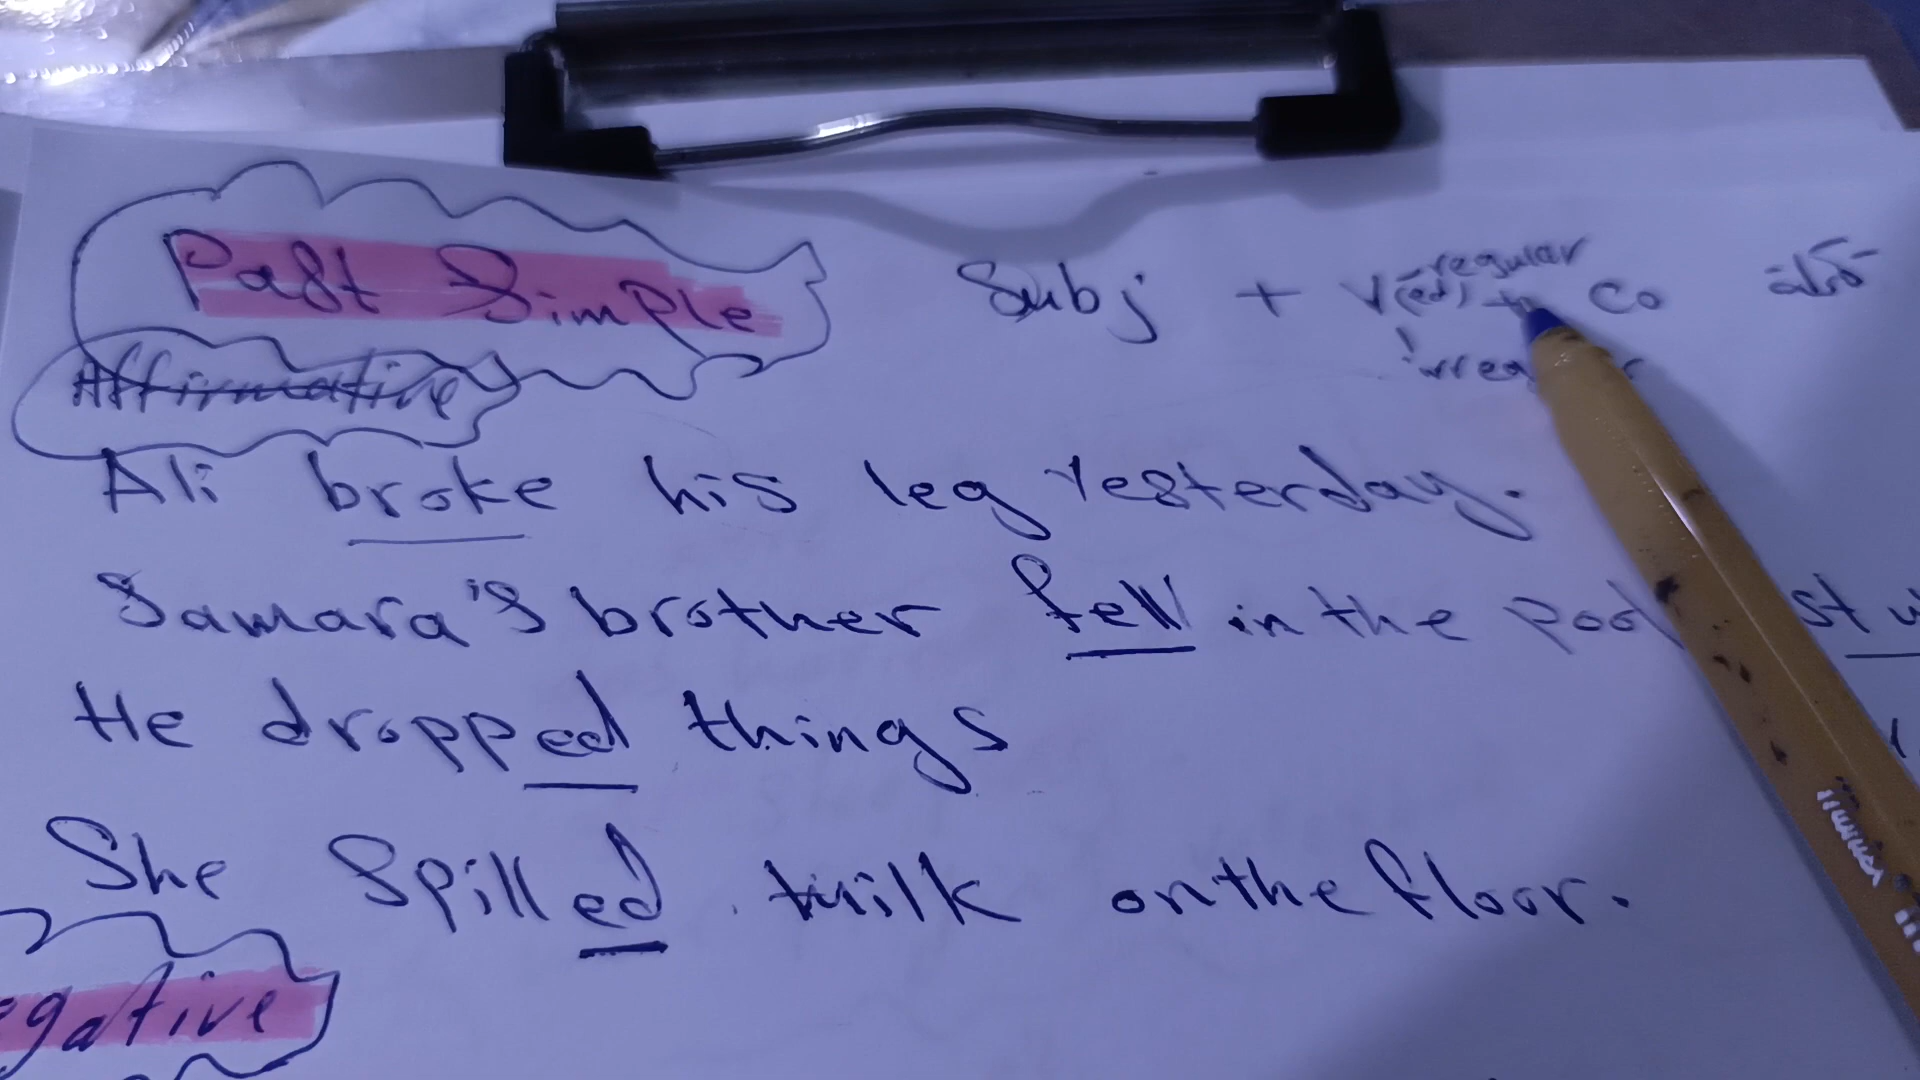 Past Simple
Subj + V(ed) + Co
regular
Affirmative
Ali broke his leg Yesterday.
Samara's brother fell in the pool
He dropped things
She Spilled milk on the floor.
egative